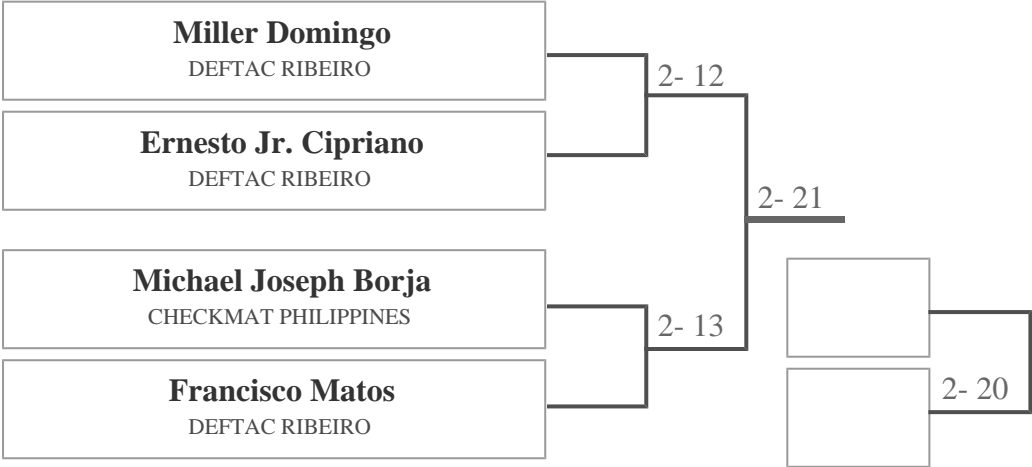 Miller Domingo
DEFTAC RIBEIRO
2- 12
Ernesto Jr. Cipriano
DEFTAC RIBEIRO
2- 21
Michael Joseph Borja
CHECKMAT PHILIPPINES
2- 13
Francisco Matos
DEFTAC RIBEIRO
2- 20